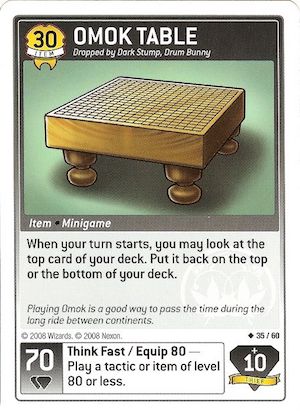 30
ITEM
OMOK TABLE
Dropped by Dark Stump, Drum Bunny
Item • Minigame
When your turn starts, you may look at the
top card of your deck. Put it back on the top
or the bottom of your deck.
Playing Omok is a good way to pass the time during the
long ride between continents.
© 2008 Wizards. © 2008 Nexon.
◆ 35 / 60
70
Think Fast / Equip 80 —
Play a tactic or item of level
80 or less.
10
THIEF